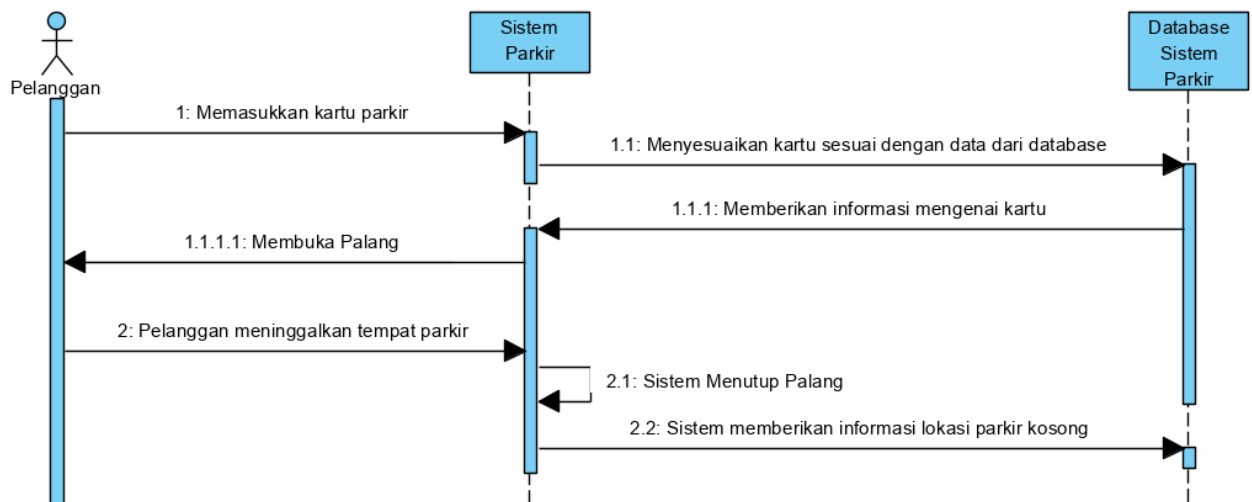 Sistem
Parkir
Database
Sistem
Parkir
Pelanggan
1: Memasukkan kartu parkir
1.1: Menyesuaikan kartu sesuai dengan data dari database
1.1.1: Memberikan informasi mengenai kartu
1.1.1.1: Membuka Palang
2: Pelanggan meninggalkan tempat parkir
2.1: Sistem Menutup Palang
2.2: Sistem memberikan informasi lokasi parkir kosong